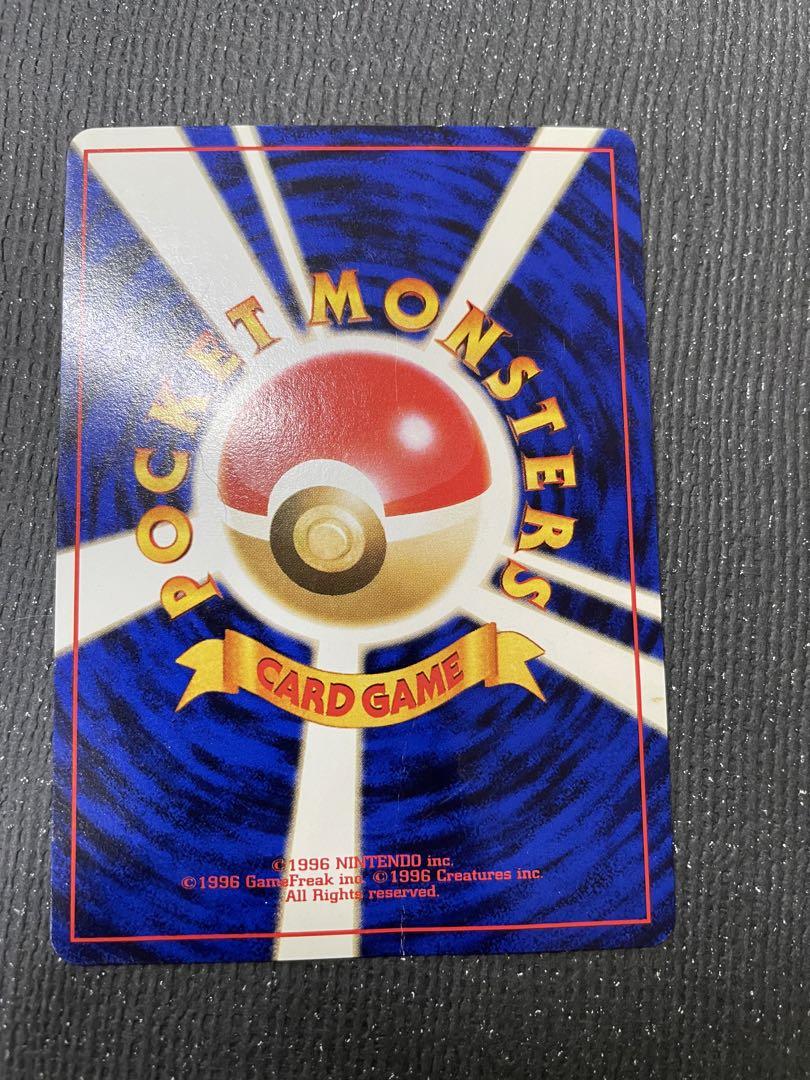 POCKET MONSTERS
CARD GAME
©1996 NINTENDO inc.
©1996 GameFreak inc. ©1996 Creatures inc.
All Rights reserved.